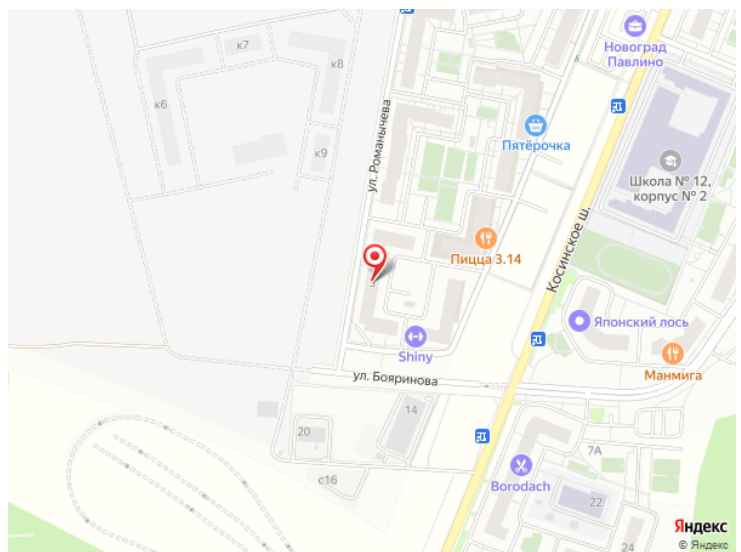 к7
к8
к6
к9
ул. Романычева
Новоград
Павлино
Пятёрочка
Школа № 12,
корпус № 2
Косинское ш.
Пицца 3.14
3
Японский лось
Shiny
Манмига
ул. Бояринова
14
20
с16
7А
Borodach
22
24
Яндекс
© Яндекс